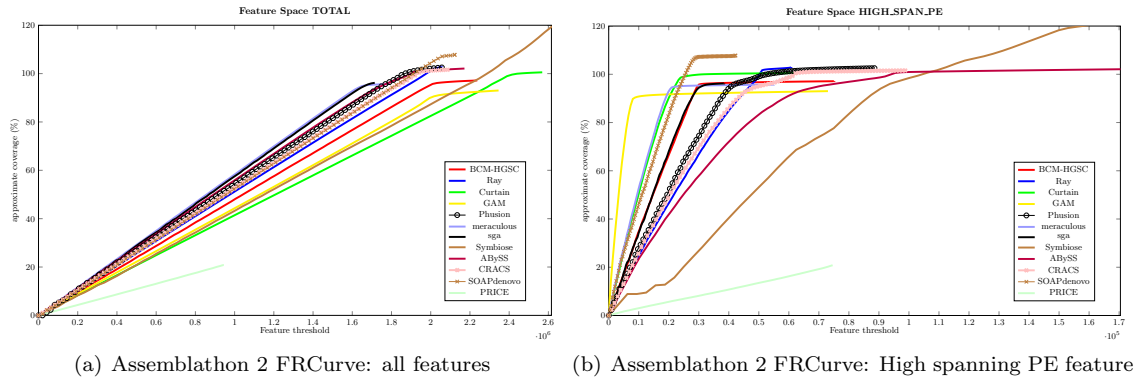 Feature Space TOTAL
120
100
80
60
40
20
0
approximate coverage (%)
0
0.2
0.4
0.6
0.8
1
1.2
1.4
1.6
1.8
2
2.2
2.4
2.6
·10⁶
Feature threshold
BCM-HGSC
Ray
Curtain
GAM
Phusion
meraculous
sga
Symbiose
ABySS
CRACS
SOAPdenovo
PRICE
(a) Assemblathon 2 FRCurve: all features
Feature Space HIGH_SPAN_PE
120
100
80
60
40
20
0
approximate coverage (%)
0
0.1
0.2
0.3
0.4
0.5
0.6
0.7
0.8
0.9
1
1.1
1.2
1.3
1.4
1.5
1.6
1.70
·10⁵
Feature threshold
BCM-HGSC
Ray
Curtain
GAM
Phusion
meraculous
sga
Symbiose
ABySS
CRACS
SOAPdenovo
PRICE
(b) Assemblathon 2 FRCurve: High spanning PE feature